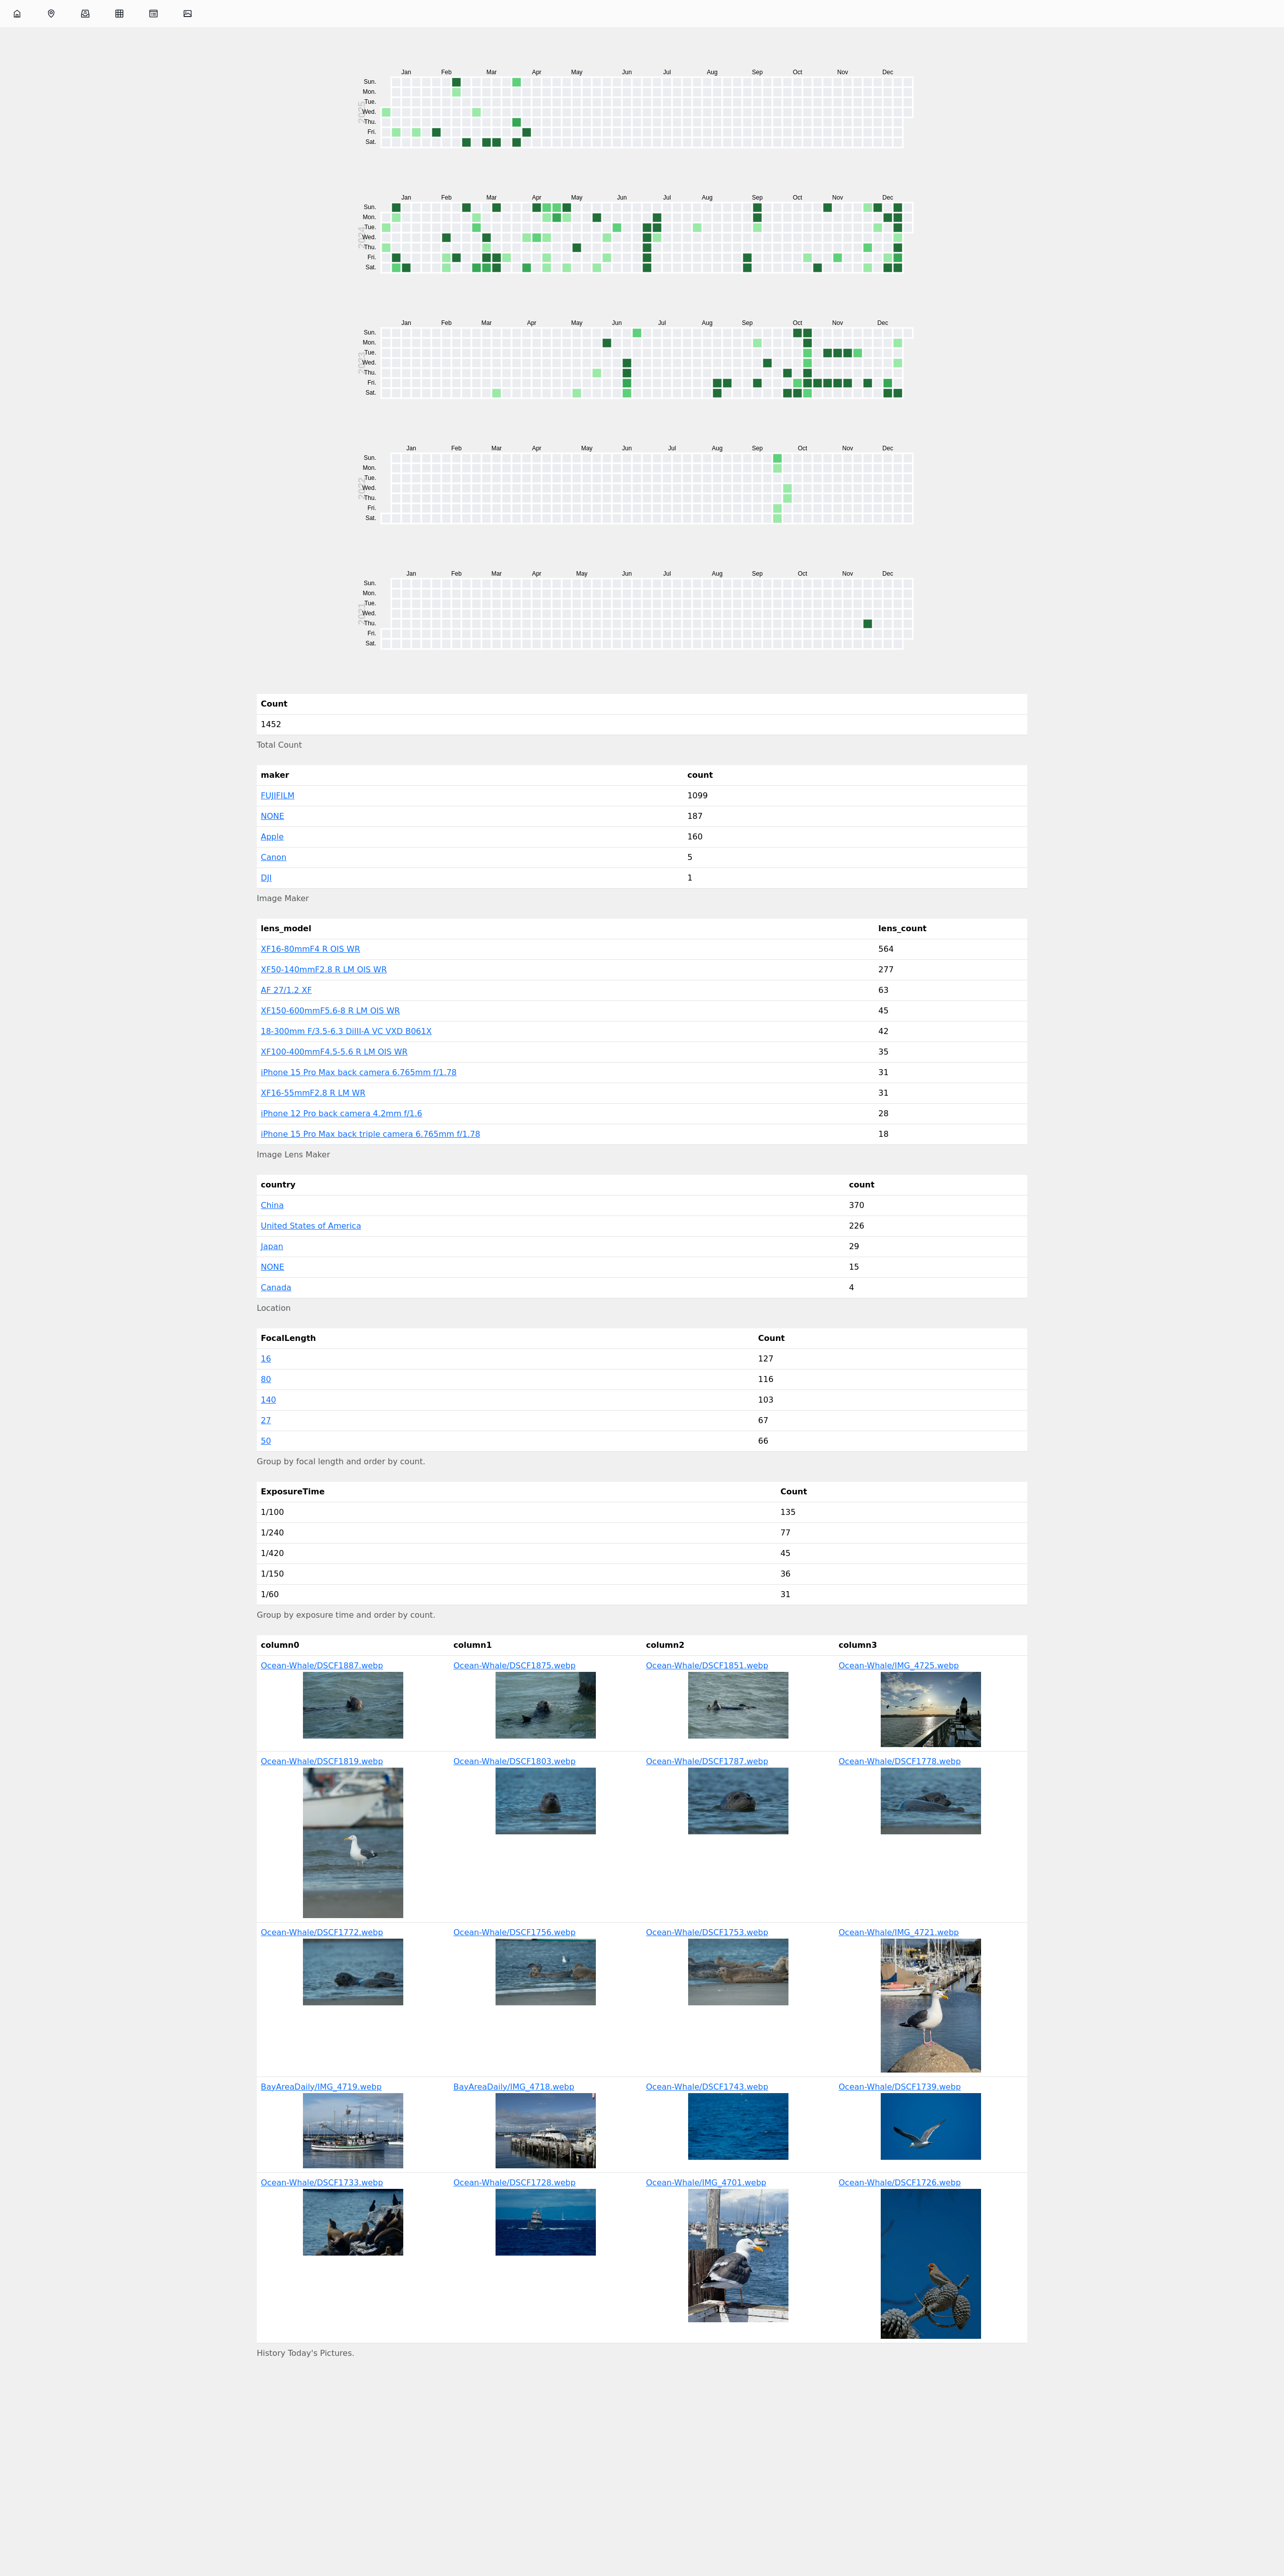 Jan Feb Mar Apr May Jun Jul Aug Sep Oct Nov Dec
2025
Sun.
Mon.
Tue.
Wed.
Thu.
Fri.
Sat.
Jan Feb Mar Apr May Jun Jul Aug Sep Oct Nov Dec
2024
Sun.
Mon.
Tue.
Wed.
Thu.
Fri.
Sat.
Jan Feb Mar Apr May Jun Jul Aug Sep Oct Nov Dec
2023
Sun.
Mon.
Tue.
Wed.
Thu.
Fri.
Sat.
Jan Feb Mar Apr May Jun Jul Aug Sep Oct Nov Dec
2022
Sun.
Mon.
Tue.
Wed.
Thu.
Fri.
Sat.
Jan Feb Mar Apr May Jun Jul Aug Sep Oct Nov Dec
2021
Sun.
Mon.
Tue.
Wed.
Thu.
Fri.
Sat.
Count
1452
Total Count
maker count
FUJIFILM 1099
NONE 187
Apple 160
Canon 5
DJI 1
Image Maker
lens_model lens_count
XF16-80mmF4 R OIS WR 564
XF50-140mmF2.8 R LM OIS WR 277
AF 27/1.2 XF 63
XF150-600mmF5.6-8 R LM OIS WR 45
18-300mm F/3.5-6.3 DiIII-A VC VXD B061X 42
XF100-400mmF4.5-5.6 R LM OIS WR 35
iPhone 15 Pro Max back camera 6.765mm f/1.78 31
XF16-55mmF2.8 R LM WR 31
iPhone 12 Pro back camera 4.2mm f/1.6 28
iPhone 15 Pro Max back triple camera 6.765mm f/1.78 18
Image Lens Maker
country count
China 370
United States of America 226
Japan 29
NONE 15
Canada 4
Location
FocalLength Count
16 127
80 116
140 103
27 67
50 66
Group by focal length and order by count.
ExposureTime Count
1/100 135
1/240 77
1/420 45
1/150 36
1/60 31
Group by exposure time and order by count.
column0 column1 column2 column3
Ocean-Whale/DSCF1887.webp Ocean-Whale/DSCF1875.webp Ocean-Whale/DSCF1851.webp Ocean-Whale/IMG_4725.webp
Ocean-Whale/DSCF1819.webp Ocean-Whale/DSCF1803.webp Ocean-Whale/DSCF1787.webp Ocean-Whale/DSCF1778.webp
Ocean-Whale/DSCF1772.webp Ocean-Whale/DSCF1756.webp Ocean-Whale/DSCF1753.webp Ocean-Whale/IMG_4721.webp
BayAreaDaily/IMG_4719.webp BayAreaDaily/IMG_4718.webp Ocean-Whale/DSCF1743.webp Ocean-Whale/DSCF1739.webp
Ocean-Whale/DSCF1733.webp Ocean-Whale/DSCF1728.webp Ocean-Whale/IMG_4701.webp Ocean-Whale/DSCF1726.webp
History Today's Pictures.